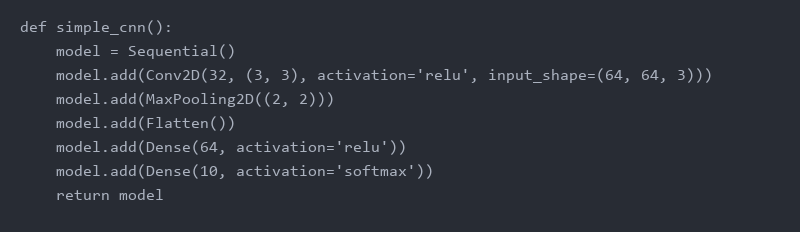 def simple_cnn():
    model = Sequential()
    model.add(Conv2D(32, (3, 3), activation='relu', input_shape=(64, 64, 3)))
    model.add(MaxPooling2D((2, 2)))
    model.add(Flatten())
    model.add(Dense(64, activation='relu'))
    model.add(Dense(10, activation='softmax'))
    return model